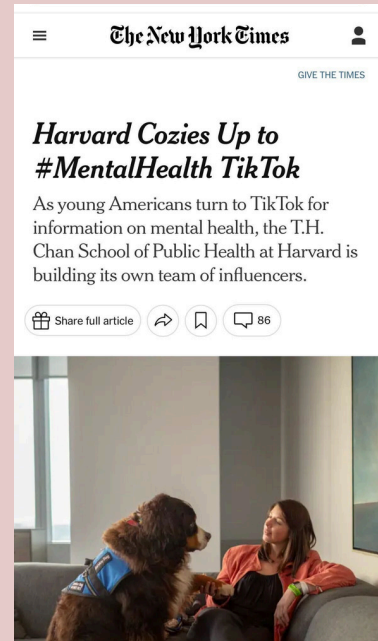 The New York Times
GIVE THE TIMES
Harvard Cozies Up to
#MentalHealth TikTok
As young Americans turn to TikTok for
information on mental health, the T.H.
Chan School of Public Health at Harvard is
building its own team of influencers.
Share full article
86